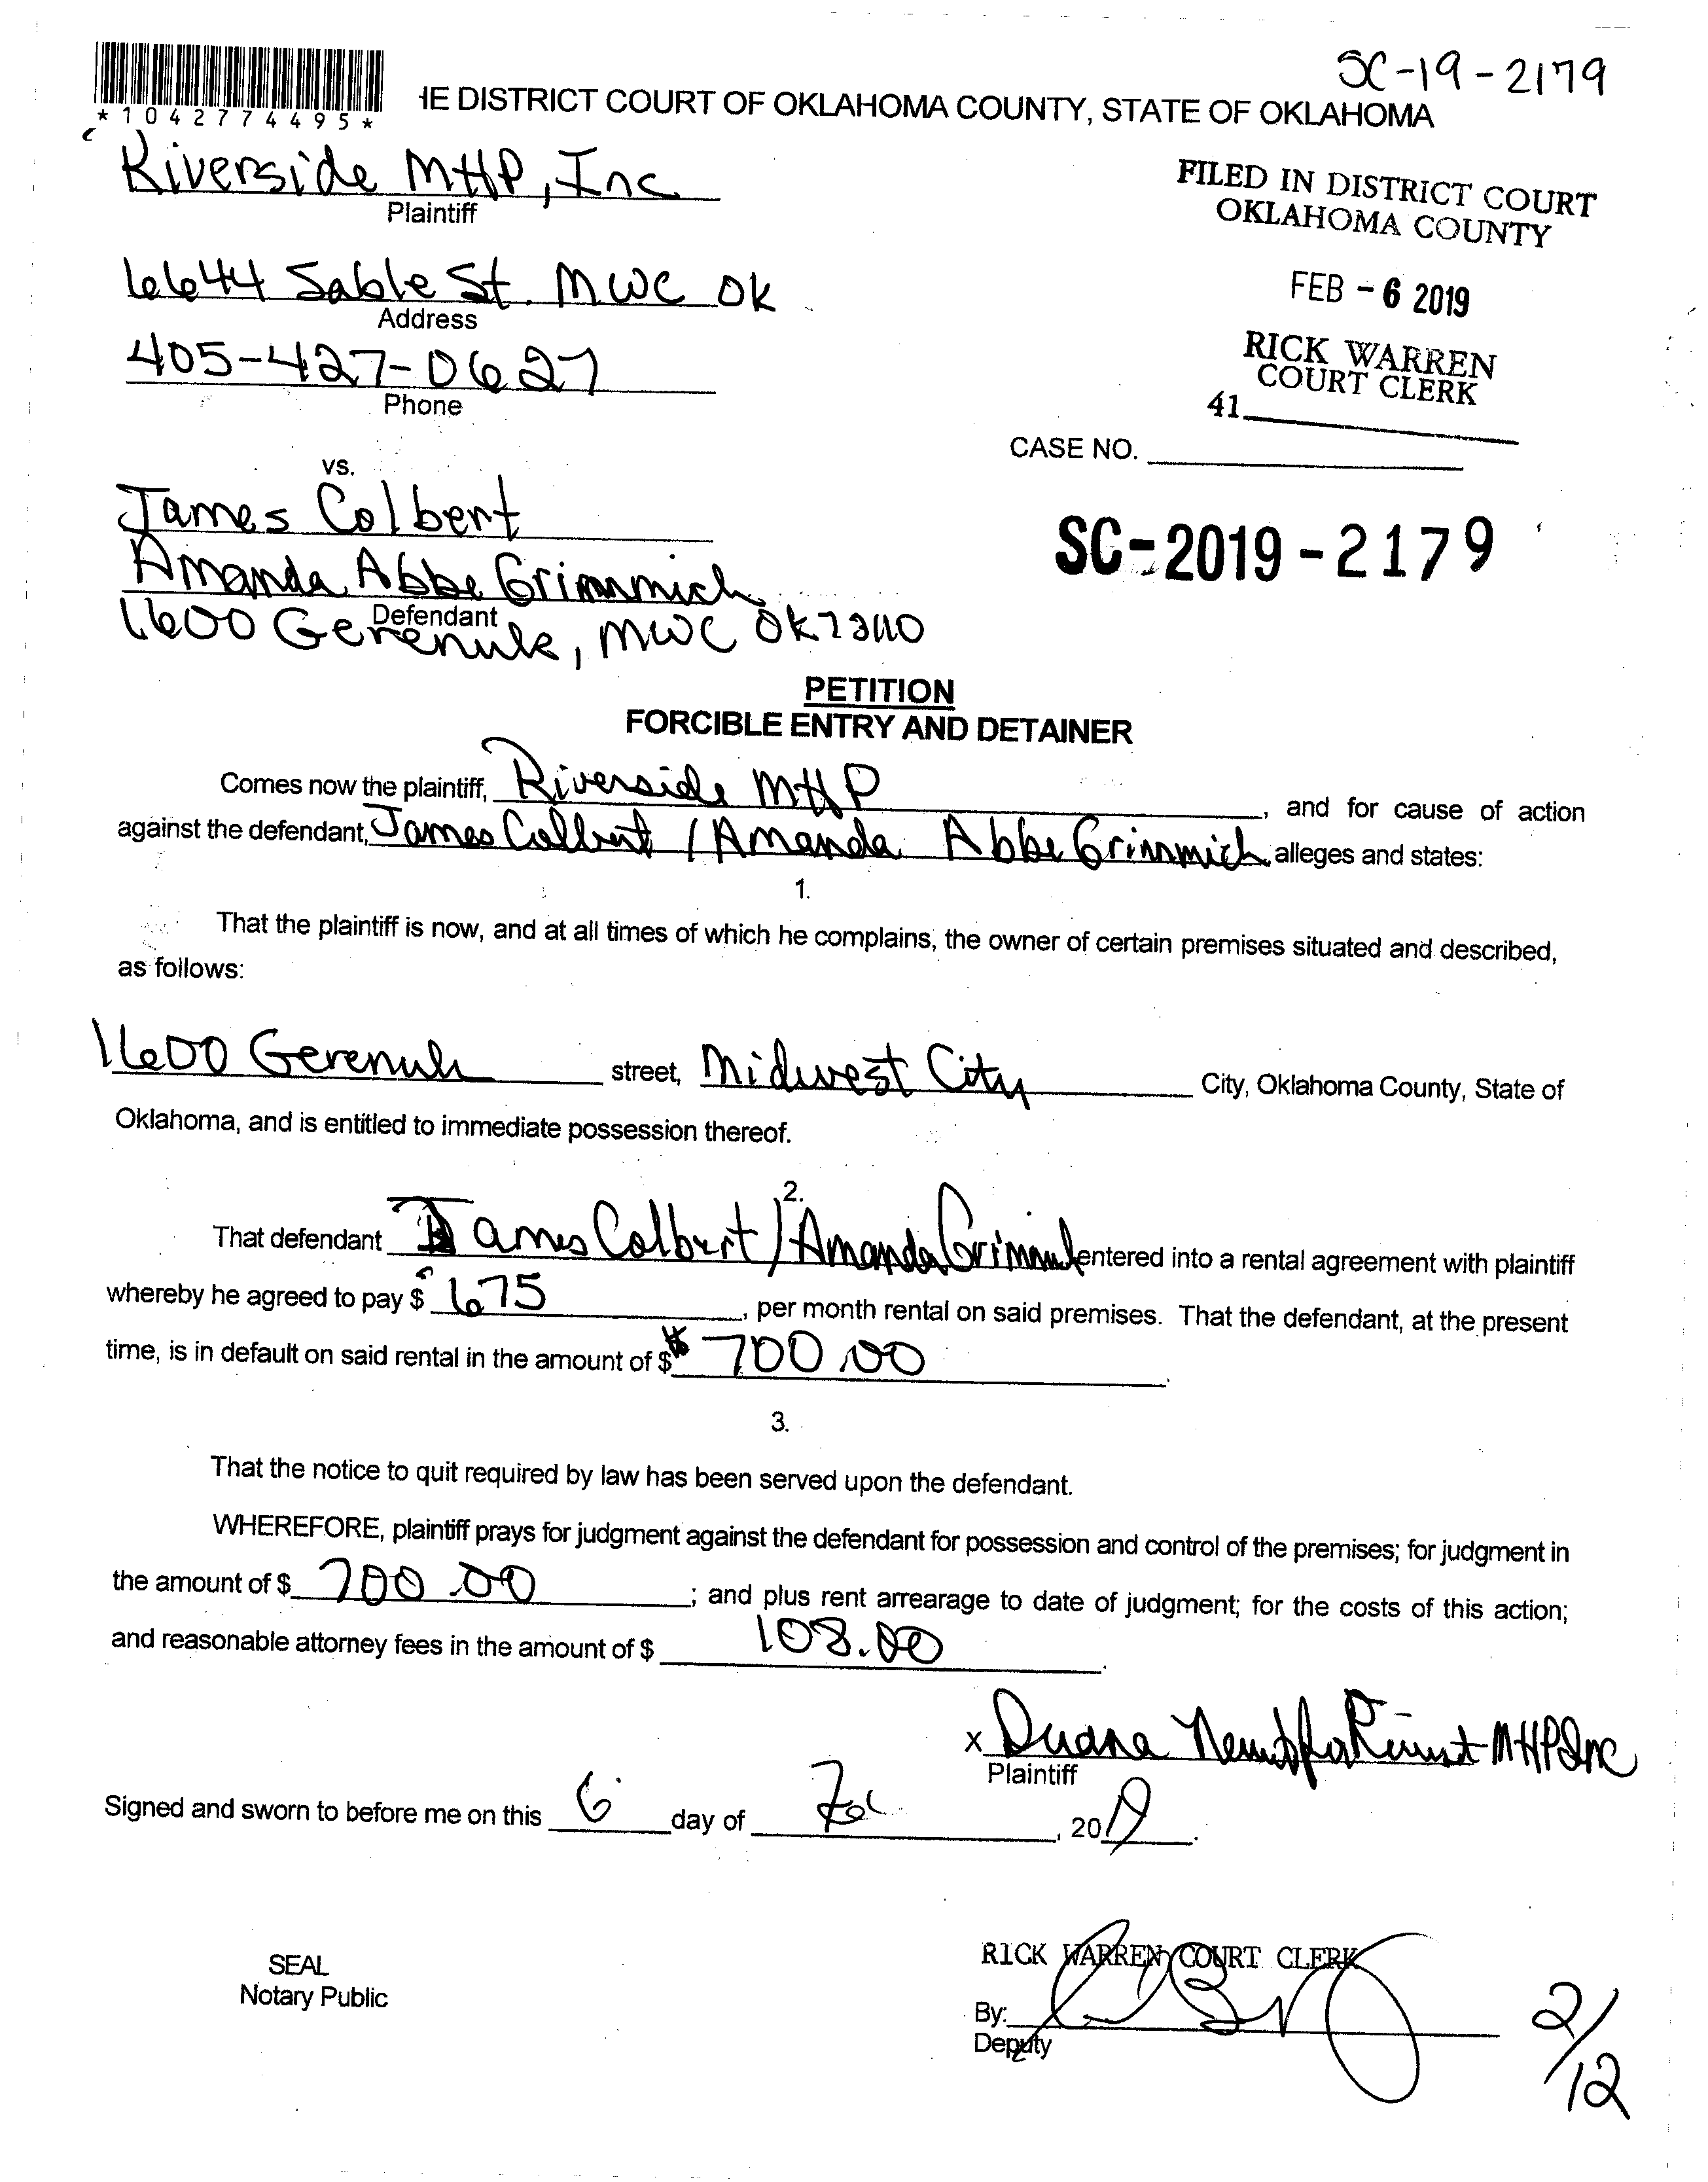 SC-19-2179
*1042774495*
HE DISTRICT COURT OF OKLAHOMA COUNTY, STATE OF OKLAHOMA
Riverside MHP, Inc
Plaintiff
FILED IN DISTRICT COURT
OKLAHOMA COUNTY
6644 Sable St. MWC OK
Address
FEB - 6 2019
405-427-0627
Phone
RICK WARREN
COURT CLERK
41
CASE NO.
vs.
James Colbert
Amanda Abbe Grimmich
Defendant
1600 Gerenuk, MWC OK
SC-2019-2179
PETITION
FORCIBLE ENTRY AND DETAINER
Comes now the plaintiff, Riverside MHP, and for cause of action
against the defendant, James Colbert / Amanda Abbe Grimmich alleges and states:
1.
That the plaintiff is now, and at all times of which he complains, the owner of certain premises situated and described,
as follows:
1600 Gerenuk street, Midwest City City, Oklahoma County, State of
Oklahoma, and is entitled to immediate possession thereof.
2.
That defendant James Colbert / Amanda entered into a rental agreement with plaintiff
whereby he agreed to pay $ 675, per month rental on said premises. That the defendant, at the present
time, is in default on said rental in the amount of $ 700.00.
3.
That the notice to quit required by law has been served upon the defendant.
WHEREFORE, plaintiff prays for judgment against the defendant for possession and control of the premises; for judgment in
the amount of $ 700.00; and plus rent arrearage to date of judgment; for the costs of this action;
and reasonable attorney fees in the amount of $ 108.00.
x MHP Inc
Plaintiff
Signed and sworn to before me on this 6 day of , 2019.
SEAL
Notary Public
RICK WARREN COURT CLERK
By:
Deputy
2/12